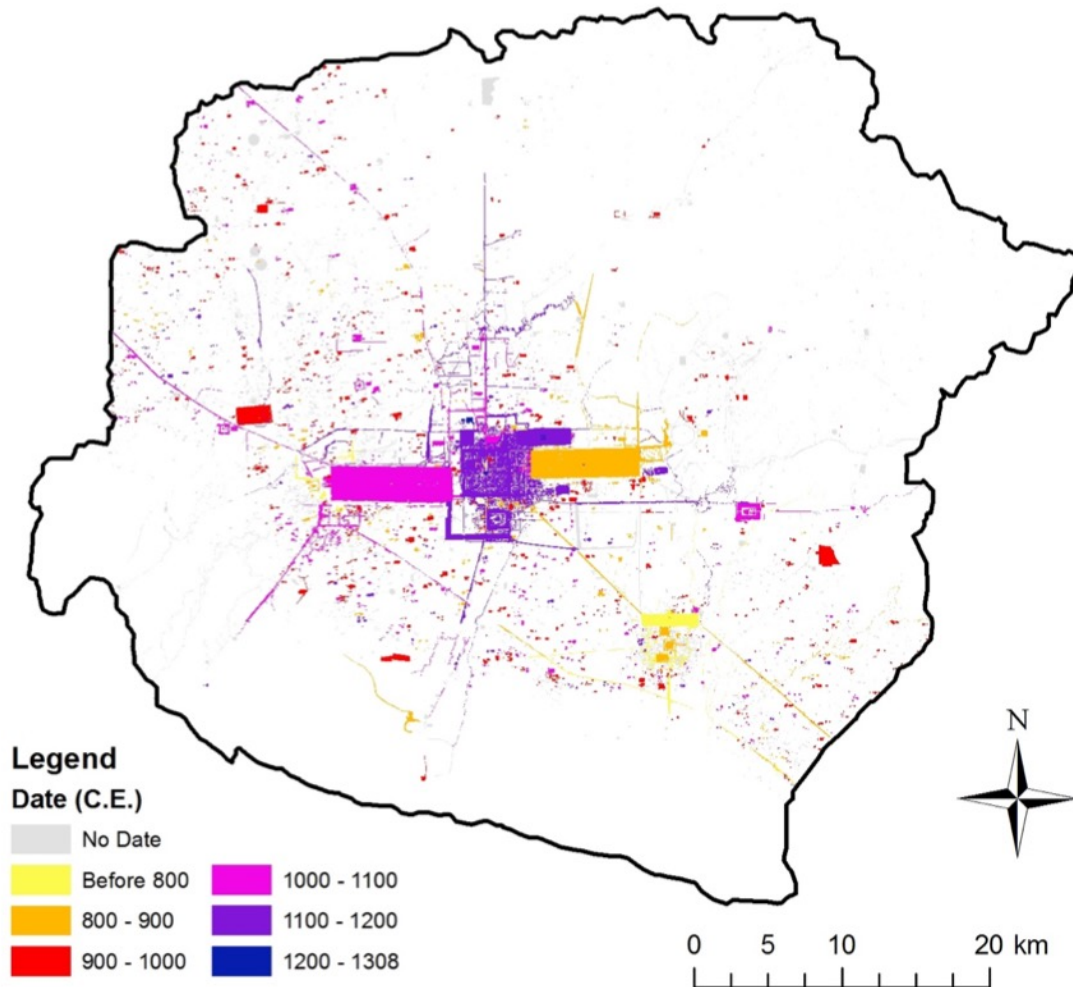 N
Legend
Date (C.E.)
No Date
Before 800
800 - 900
900 - 1000
1000 - 1100
1100 - 1200
1200 - 1308
0 5 10 20 km